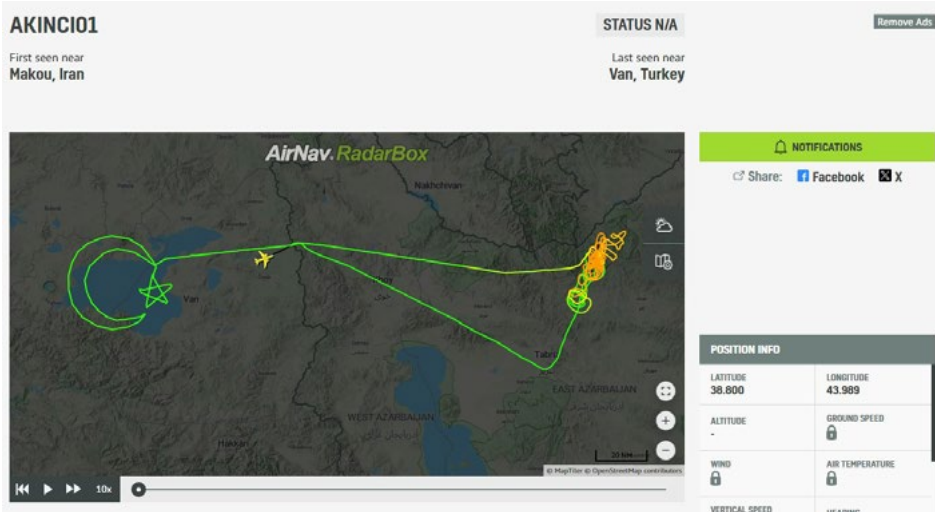 AKINCI01
STATUS N/A
Remove Ads
First seen near
Makou, Iran
Last seen near
Van, Turkey
AirNav RadarBox
NOTIFICATIONS
Share: Facebook X
Nakhchivan
Van
WEST AZARBAIJAN
EAST AZARBAIJAN
Hakkari
20 NM
© MapTiler © OpenStreetMap contributors
10x
POSITION INFO
LATITUDE
38.800
LONGITUDE
43.989
ALTITUDE
-
GROUND SPEED
WIND
AIR TEMPERATURE
VERTICAL SPEED
HEADING